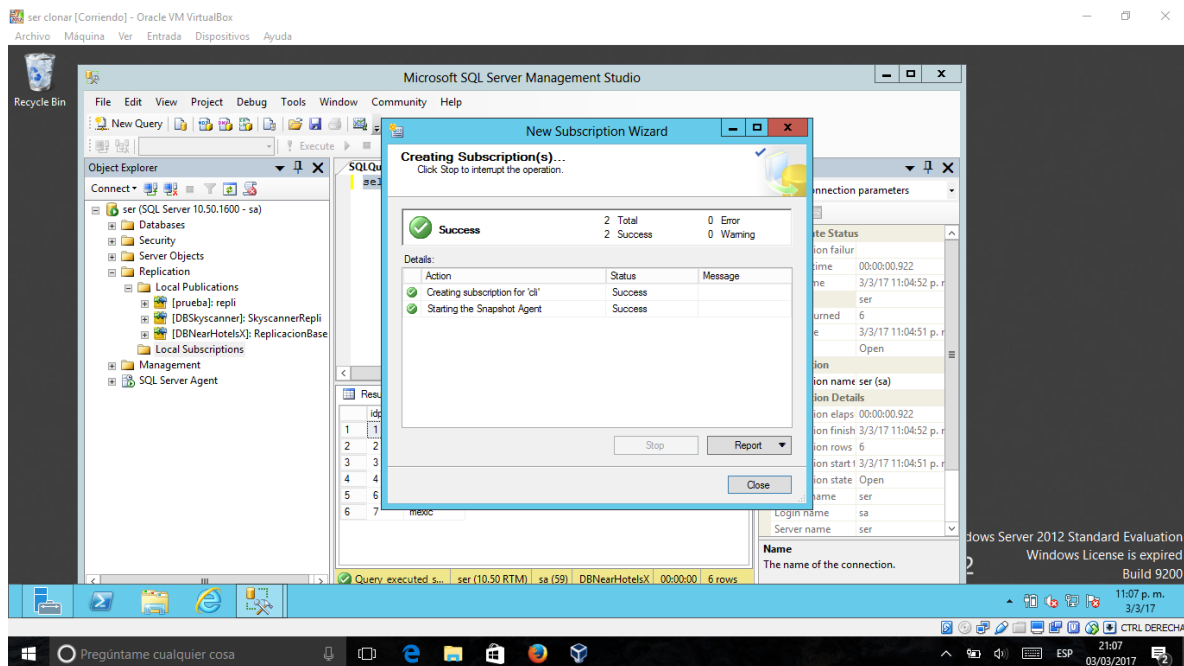 ser clonar [Corriendo] - Oracle VM VirtualBox
Archivo Máquina Ver Entrada Dispositivos Ayuda
Recycle Bin
Microsoft SQL Server Management Studio
File Edit View Project Debug Tools Window Community Help
New Query
Execute
Object Explorer
Connect
ser (SQL Server 10.50.1600 - sa)
Databases
Security
Server Objects
Replication
Local Publications
[prueba]: repli
[DBSkyscanner]: SkyscannerRepli
[DBNearHotelsX]: ReplicacionBase
Local Subscriptions
Management
SQL Server Agent
SQLQu
sel
New Subscription Wizard
Creating Subscription(s)...
Click Stop to interrupt the operation.
Success
2 Total 0 Error
2 Success 0 Warning
Details:
Action Status Message
Creating subscription for 'cli' Success
Starting the Snapshot Agent Success
Stop Report
Close
Resu
idp
1 1
2 2
3 3
4 4
5 6
6 7 mexic
nnection parameters
te Status
ion failur
time 00:00:00.922
me 3/3/17 11:04:52 p. r
ser
urned 6
e 3/3/17 11:04:51 p. r
Open
ion
ion name ser (sa)
ion Details
ion elaps 00:00:00.922
ion finish 3/3/17 11:04:52 p. r
ion rows 6
ion start t 3/3/17 11:04:51 p. r
ion state Open
name ser
Login name sa
Server name ser
Name
The name of the connection.
Query executed s... ser (10.50 RTM) sa (59) DBNearHotelsX 00:00:00 6 rows
dows Server 2012 Standard Evaluation
Windows License is expired
Build 9200
11:07 p. m.
3/3/17
CTRL DERECHA
Pregúntame cualquier cosa
ESP
21:07
03/03/2017
2